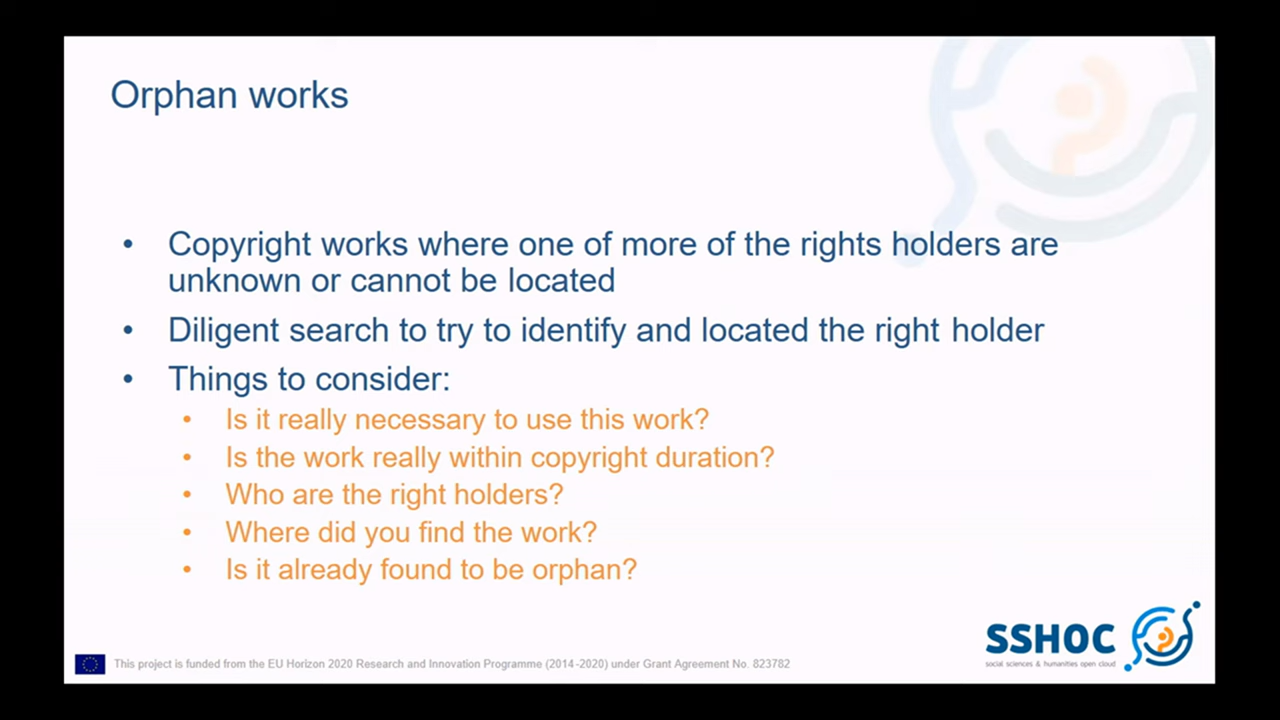 Orphan works
• Copyright works where one of more of the rights holders are
unknown or cannot be located
• Diligent search to try to identify and located the right holder
• Things to consider:
• Is it really necessary to use this work?
• Is the work really within copyright duration?
• Who are the right holders?
• Where did you find the work?
• Is it already found to be orphan?
SSHOC
social sciences & humanities open cloud
This project is funded from the EU Horizon 2020 Research and Innovation Programme (2014-2020) under Grant Agreement No. 823782